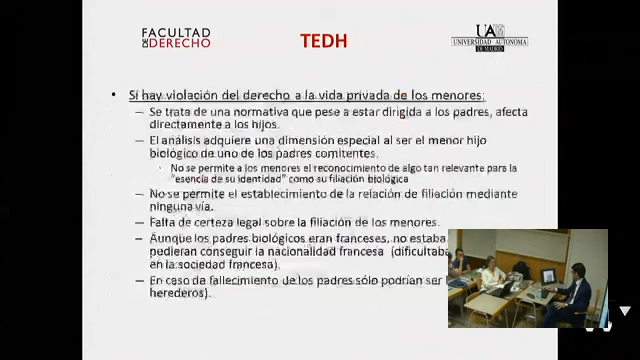 FACULTAD
DE DERECHO
TEDH
UA
UNIVERSIDAD AUTONOMA
DE MADRID
• Sí hay violación del derecho a la vida privada de los menores:
– Se trata de una normativa que pese a estar dirigida a los padres, afecta
directamente a los hijos.
– El análisis adquiere una dimensión especial al ser el menor hijo
biológico de uno de los padres comitentes.
• No se permite a los menores el reconocimiento de algo tan relevante para la
"esencia de su identidad" como su filiación biológica
– No se permite el establecimiento de la relación de filiación mediante
ninguna vía.
– Falta de certeza legal sobre la filiación de los menores.
– Aunque los padres biológicos eran franceses, no estaba
pudieran conseguir la nacionalidad francesa (dificultaba
en la sociedad francesa).
– En caso de fallecimiento de los padres sólo podrían ser
herederos).